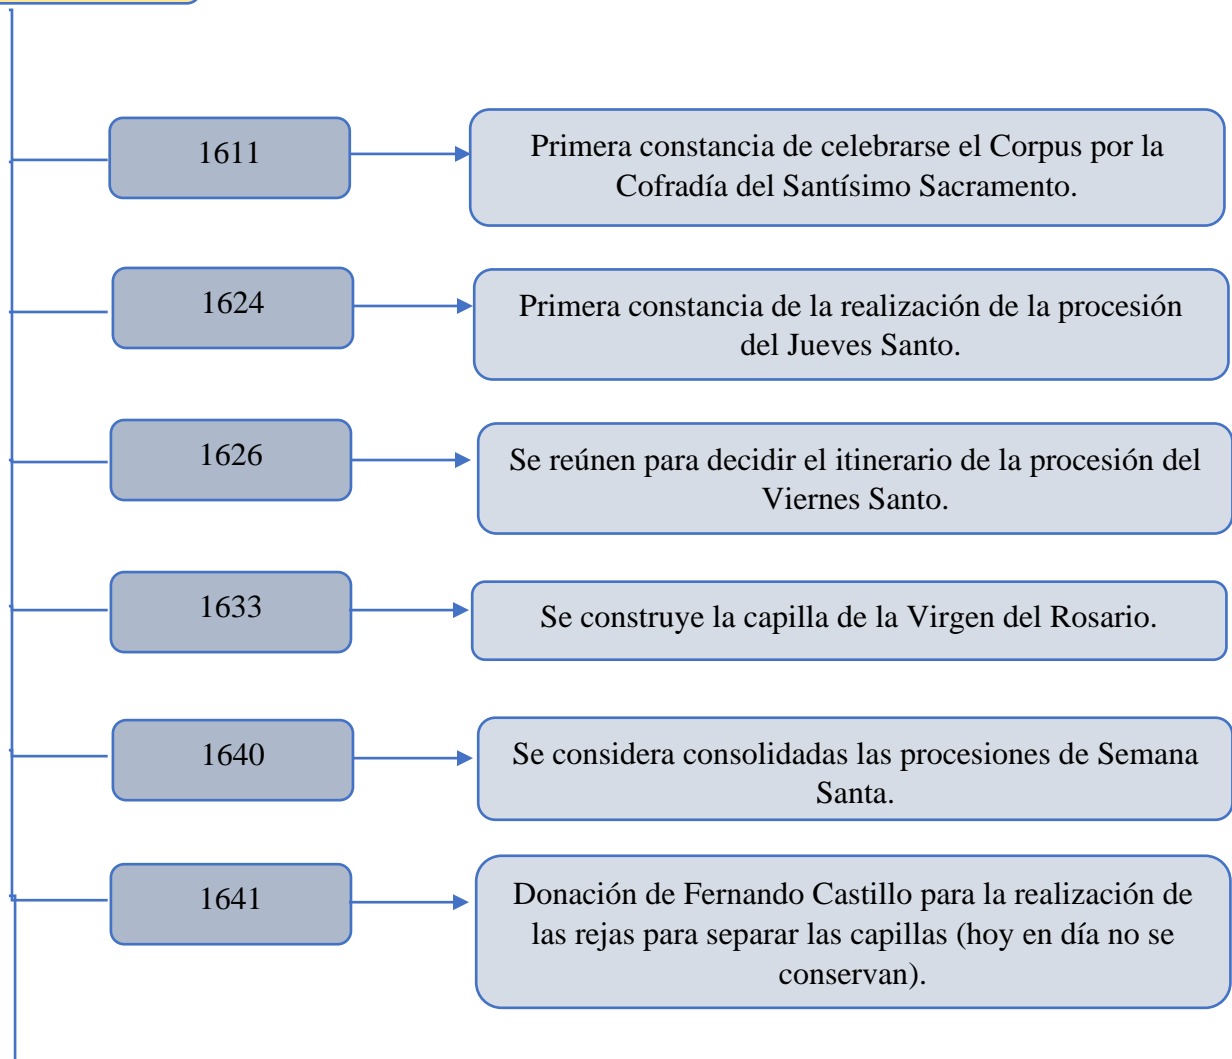 1611
Primera constancia de celebrarse el Corpus por la
Cofradía del Santísimo Sacramento.
1624
Primera constancia de la realización de la procesión
del Jueves Santo.
1626
Se reúnen para decidir el itinerario de la procesión del
Viernes Santo.
1633
Se construye la capilla de la Virgen del Rosario.
1640
Se considera consolidadas las procesiones de Semana
Santa.
1641
Donación de Fernando Castillo para la realización de
las rejas para separar las capillas (hoy en día no se
conservan).